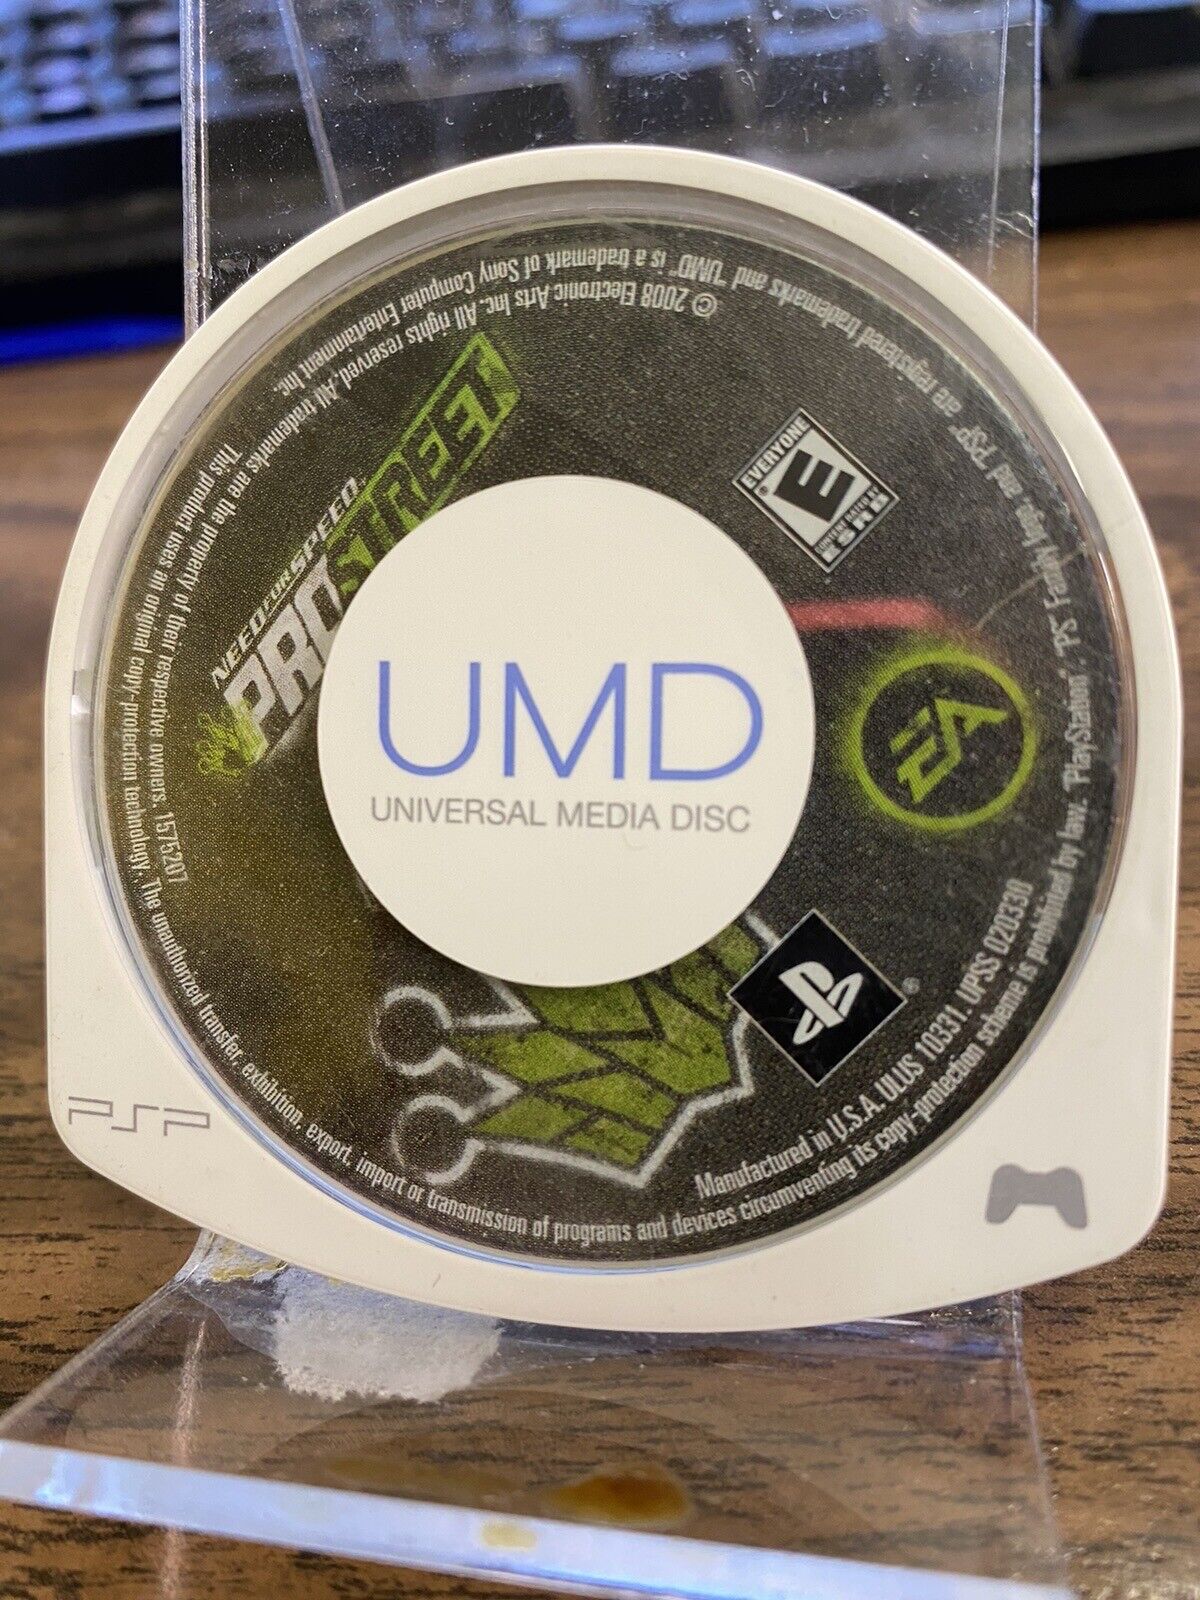 UMD
UNIVERSAL MEDIA DISC
NEED FOR SPEED
PROSTREET
EVERYONE
E
CONTENT RATED BY
ESRB
EA
PSP
®
Manufactured in U.S.A. ULUS 10331. UPSS 020330
© 2008 Electronic Arts Inc. All rights reserved. All trademarks are the property of their respective owners. 1575207
This product uses an original copy-protection technology. The unauthorized transfer, exhibition, export, import or transmission of programs and devices circumventing its copy-protection scheme is prohibited by law. "PlayStation", "PS" Family logo and "PSP" are registered trademarks and "UMD" is a trademark of Sony Computer Entertainment Inc.